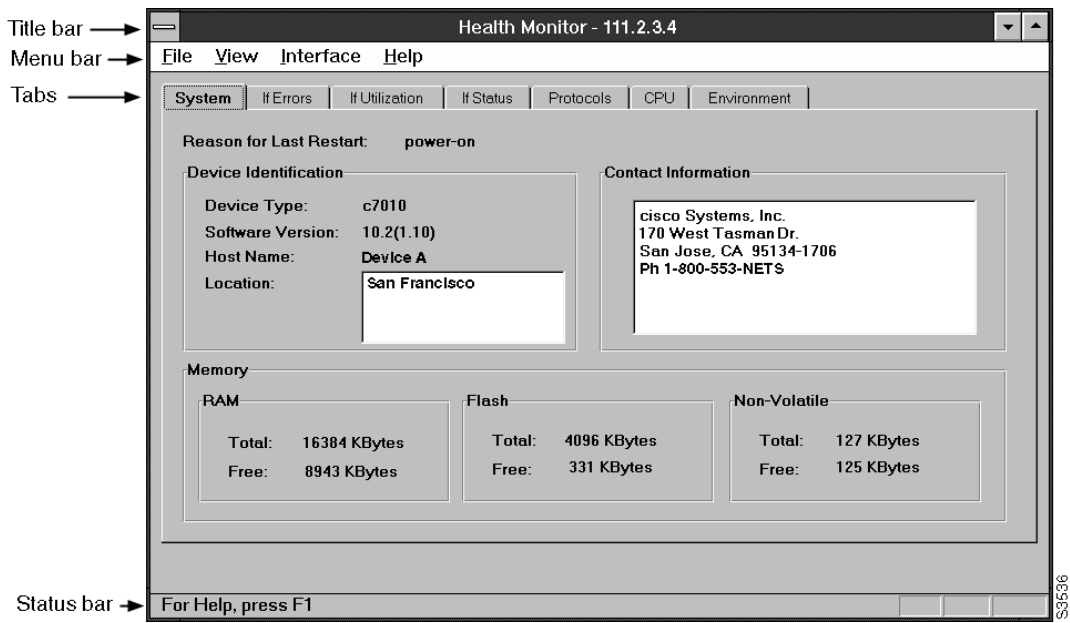 Title bar
Health Monitor - 111.2.3.4
Menu bar
File View Interface Help
Tabs
System If Errors If Utilization If Status Protocols CPU Environment
Reason for Last Restart: power-on
Device Identification
Device Type: c7010
Software Version: 10.2(1.10)
Host Name: Device A
Location: San Francisco
Contact Information
cisco Systems, Inc.
170 West Tasman Dr.
San Jose, CA 95134-1706
Ph 1-800-553-NETS
Memory
RAM
Total: 16384 KBytes
Free: 8943 KBytes
Flash
Total: 4096 KBytes
Free: 331 KBytes
Non-Volatile
Total: 127 KBytes
Free: 125 KBytes
Status bar
For Help, press F1
S3536